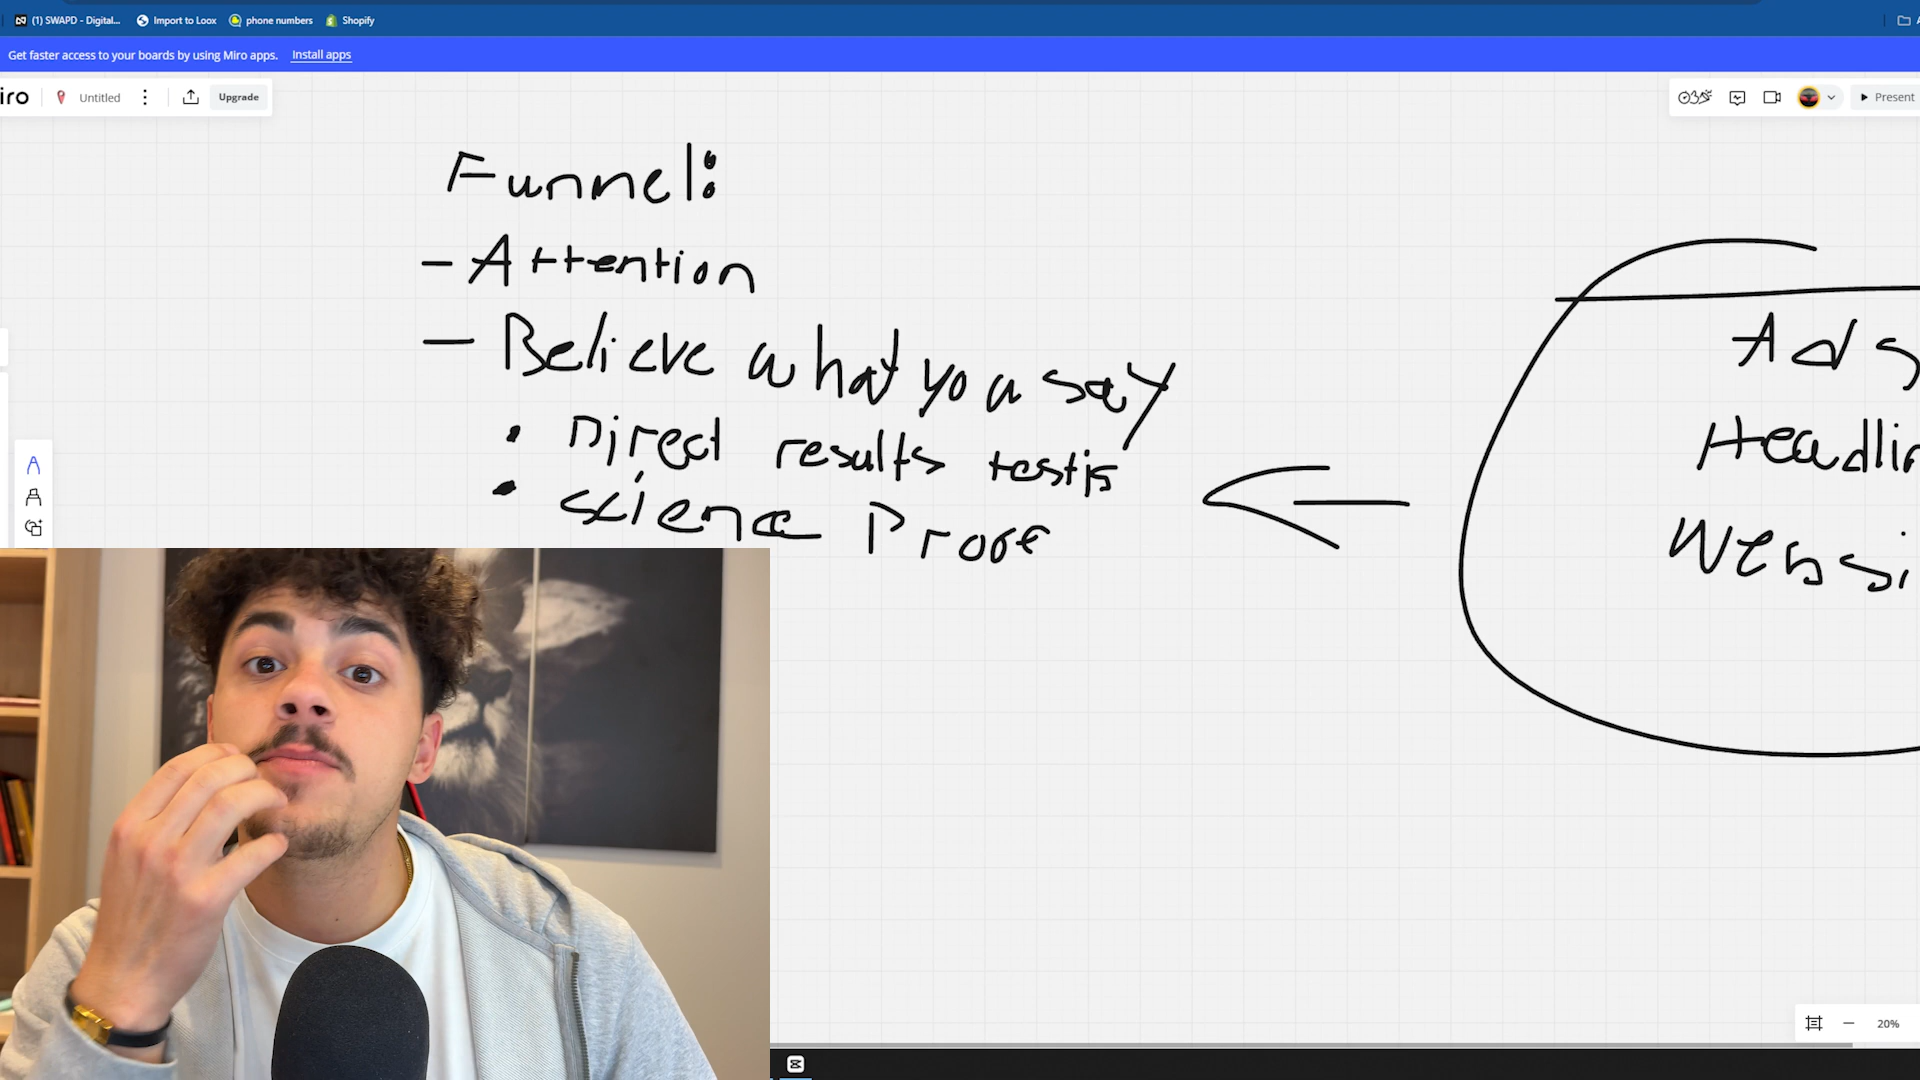 (1) SWAPD - Digital... Import to Loox phone numbers Shopify
Get faster access to your boards by using Miro apps. Install apps
iro Untitled Upgrade
Present
Funnel:
- Attention
- Believe what you say
• Direct results testis
• science Proof
Ads
Headlin
Websi
20%